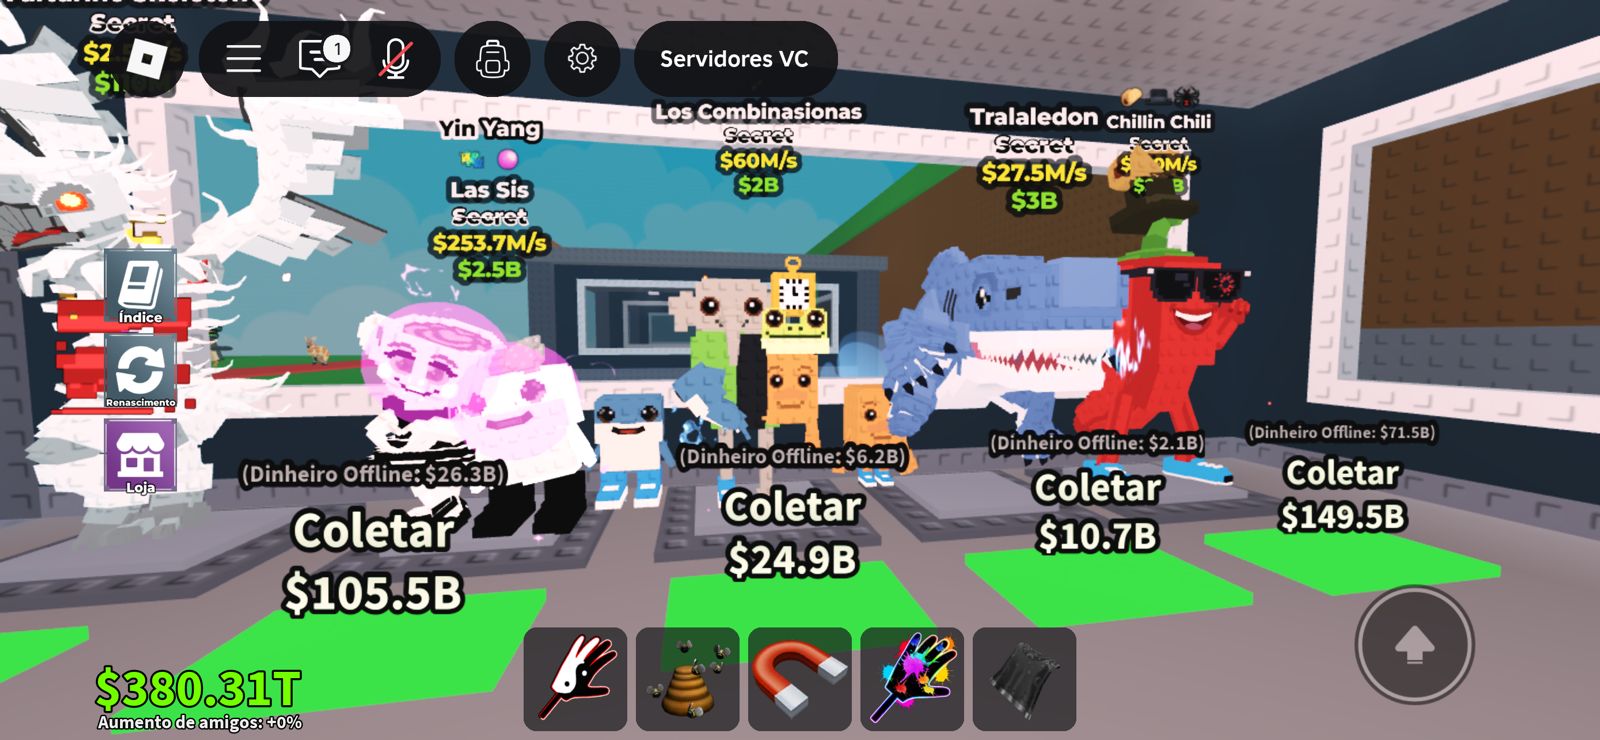 Secret
1
Servidores VC
Yin Yang
Las Sis
Secret
$253.7M/s
$2.5B
Los Combinasionas
Secret
$60M/s
$2B
Tralaledon
Secret
$27.5M/s
$3B
Chillin Chili
Secret
Índice
Renascimento
Loja
(Dinheiro Offline: $26.3B)
Coletar
$105.5B
(Dinheiro Offline: $6.2B)
Coletar
$24.9B
(Dinheiro Offline: $2.1B)
Coletar
$10.7B
(Dinheiro Offline: $71.5B)
Coletar
$149.5B
$380.31T
Aumento de amigos: +0%